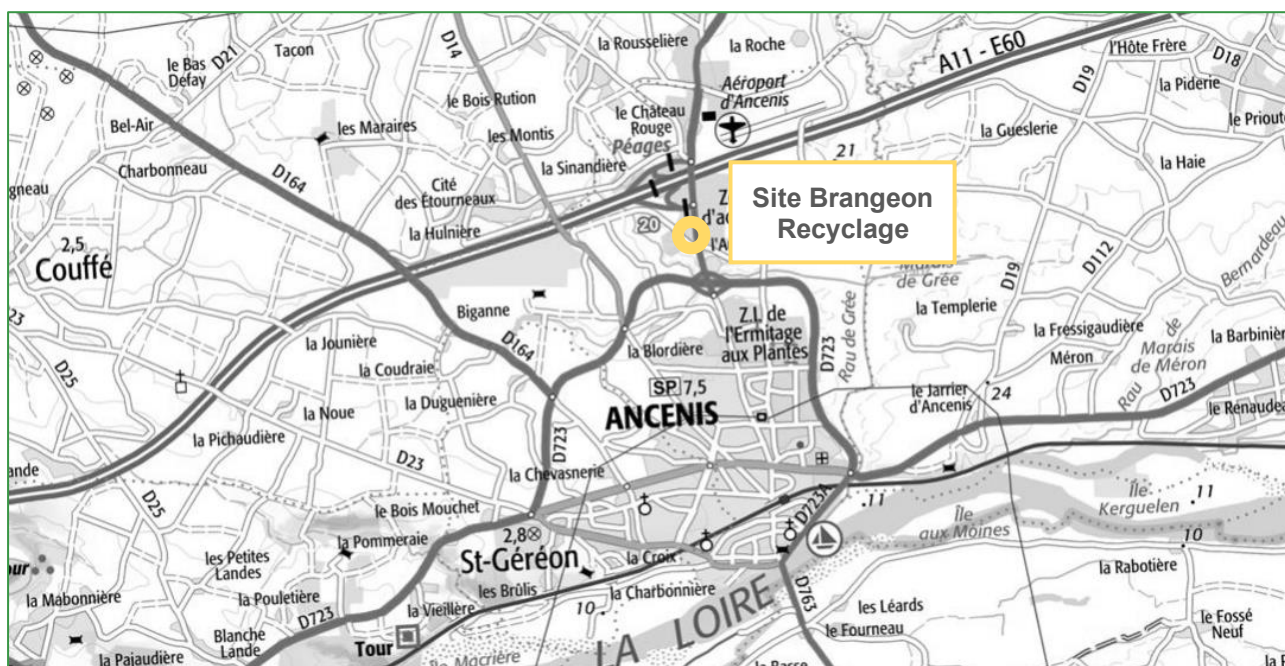 le Bas
Défay
D21
Tacon
D14
la Rousselière
la Roche
A11 - E60
l'Hôte Frère
D18
D19
la Piderie
le Bois Rution
le Château
Rouge
Péages
Aéroport
d'Ancenis
la Gueslerie
Bel-Air
les Maraires
les Montis
la Sinandière
21
la Haie
Charbonneau
D164
Cité
des Étourneaux
la Hulnière
20
Site Brangeon
Recyclage
2,5
Couffé
Marais
de Grée
D19
D112
Bernardeau
Biganne
Z.I. de
l'Ermitage
aux Plantes
Rau de Grée
la Templerie
la Fressigaudière
Méron
Marais
de Méron
Rau
de
D25
la Jounière
D164
la Blordière
D723
la Coudraie
SP 7,5
ANCENIS
la Noue
la Duguenière
le Jarrier
d'Ancenis
24
D723
la Pichaudière
D723
D23
la Chevasnerie
D25
le Bois Mouchet
D723A
11
Île
aux Moines
Île
Kerguelen
11
10
2,8
St-Géréon
la Pommeraie
les Petites
Landes
la Croix
les Brûlis
la Charbonnière
la Rabotière
la Mabonnière
la Pouletière
D723
la Vieillère
10
LA LOIRE
D763
les Léards
le Fourneau
le Fossé
Neuf
Blanche
Lande
Tour
la Pajaudière